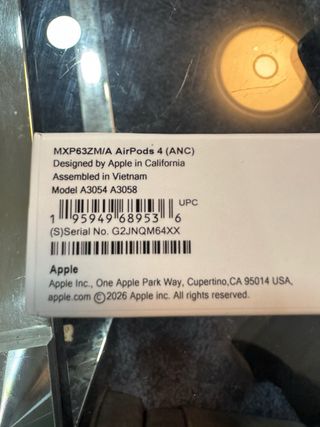 MXP63ZM/A AirPods 4 (ANC)
Designed by Apple in California
Assembled in Vietnam
Model A3054 A3058
UPC
1 95949 68953 6
(S)Serial No. G2JNQM64XX
Apple
Apple Inc., One Apple Park Way, Cupertino,CA 95014 USA,
apple.com ©2026 Apple inc. All rights reserved.